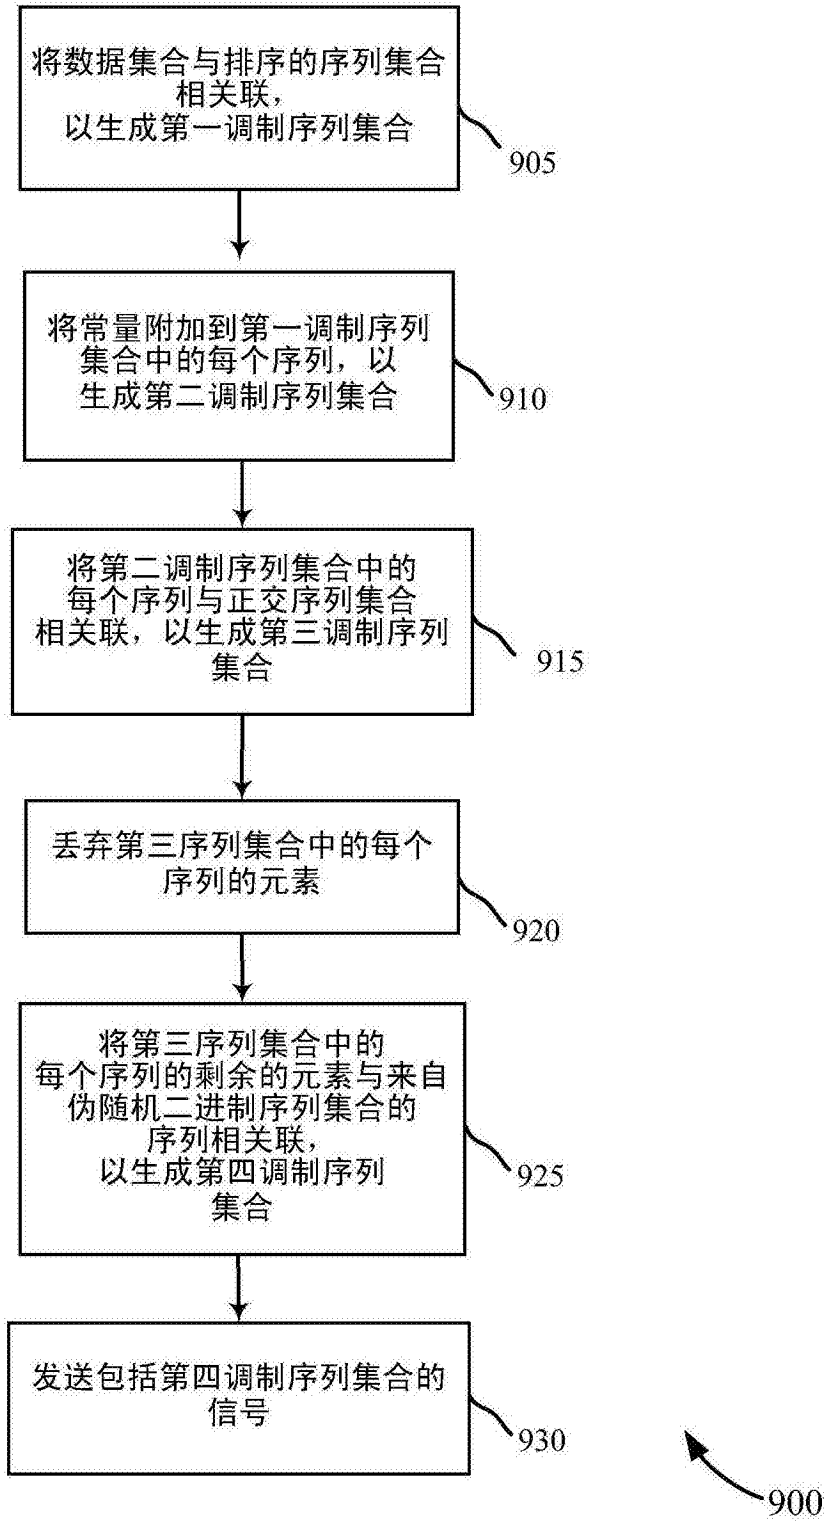 将数据集合与排序的序列集合
相关联，
以生成第一调制序列集合
905
将常量附加到第一调制序列
集合中的每个序列，以
生成第二调制序列集合
910
将第二调制序列集合中的
每个序列与正交序列集合
相关联，以生成第三调制序列
集合
915
丢弃第三序列集合中的每个
序列的元素
920
将第三序列集合中的
每个序列的剩余的元素与来自
伪随机二进制序列集合的
序列相关联，
以生成第四调制序列
集合
925
发送包括第四调制序列集合的
信号
930
900